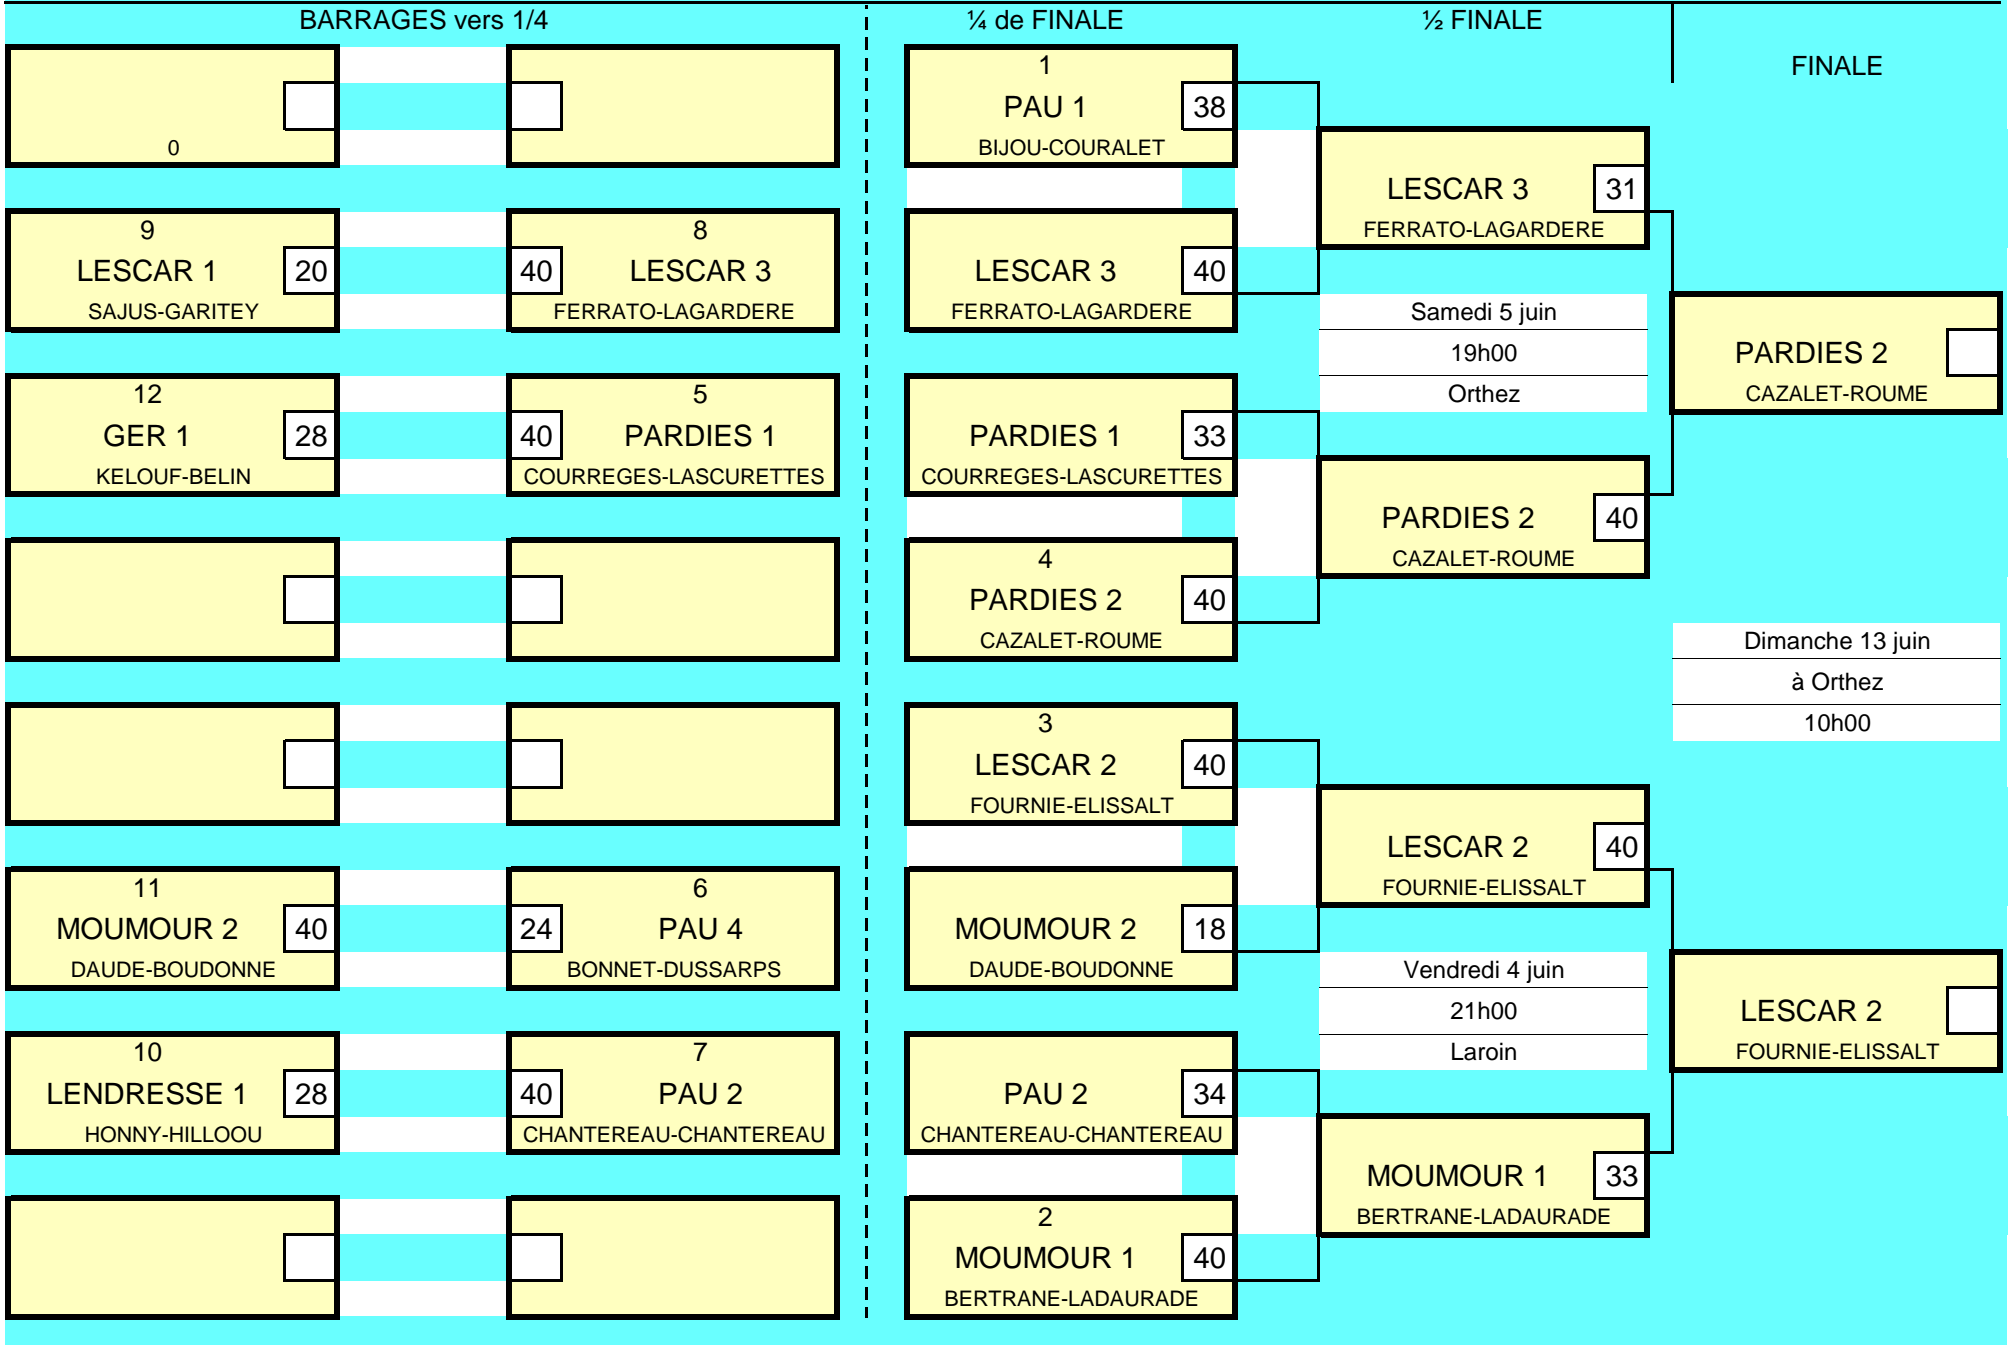 BARRAGES vers 1/4
¼ de FINALE
½ FINALE
FINALE
0
9
LESCAR 1
20
SAJUS-GARITEY
40
8
LESCAR 3
FERRATO-LAGARDERE
12
GER 1
28
KELOUF-BELIN
40
5
PARDIES 1
COURREGES-LASCURETTES
11
MOUMOUR 2
40
DAUDE-BOUDONNE
24
6
PAU 4
BONNET-DUSSARPS
10
LENDRESSE 1
28
HONNY-HILLOOU
40
7
PAU 2
CHANTEREAU-CHANTEREAU
1
PAU 1
38
BIJOU-COURALET
LESCAR 3
40
FERRATO-LAGARDERE
PARDIES 1
33
COURREGES-LASCURETTES
4
PARDIES 2
40
CAZALET-ROUME
3
LESCAR 2
40
FOURNIE-ELISSALT
MOUMOUR 2
18
DAUDE-BOUDONNE
PAU 2
34
CHANTEREAU-CHANTEREAU
2
MOUMOUR 1
40
BERTRANE-LADAURADE
LESCAR 3
31
FERRATO-LAGARDERE
Samedi 5 juin
19h00
Orthez
PARDIES 2
40
CAZALET-ROUME
LESCAR 2
40
FOURNIE-ELISSALT
Vendredi 4 juin
21h00
Laroin
MOUMOUR 1
33
BERTRANE-LADAURADE
PARDIES 2
CAZALET-ROUME
Dimanche 13 juin
à Orthez
10h00
LESCAR 2
FOURNIE-ELISSALT